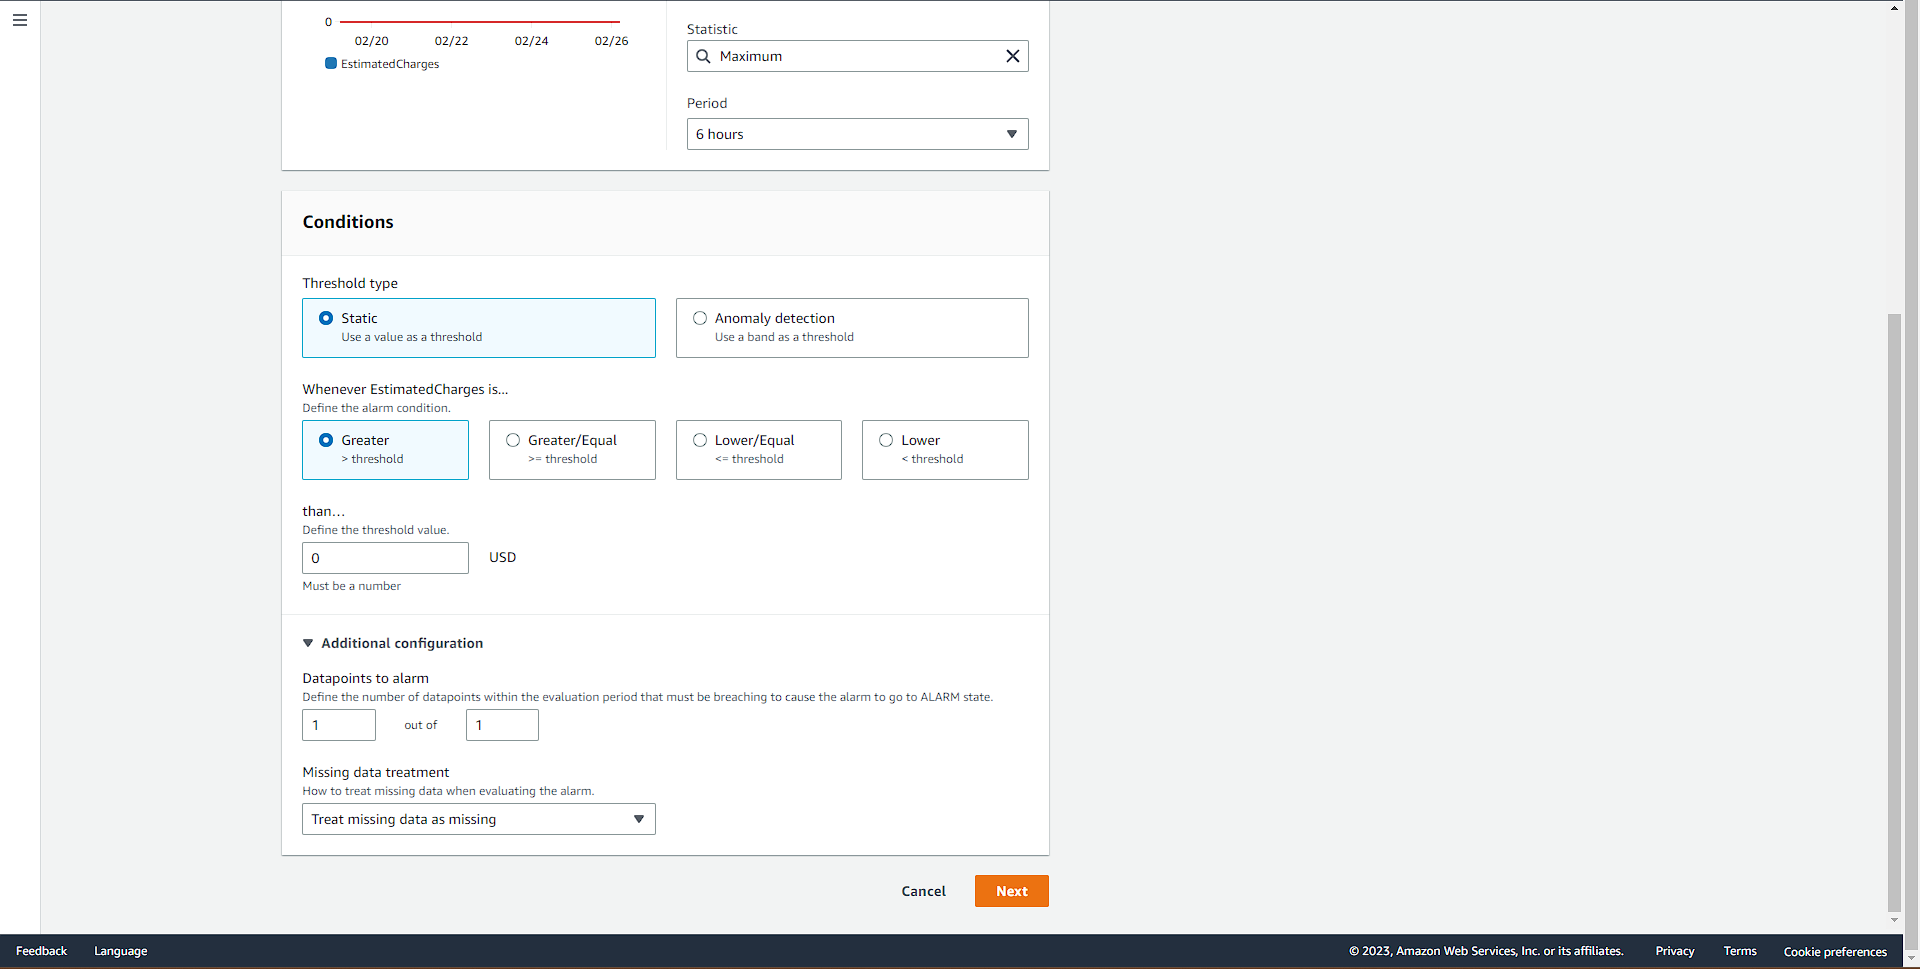 0
02/20 02/22 02/24 02/26
EstimatedCharges
Statistic
Maximum
Period
6 hours
Conditions
Threshold type
Static
Use a value as a threshold
Anomaly detection
Use a band as a threshold
Whenever EstimatedCharges is...
Define the alarm condition.
Greater
> threshold
Greater/Equal
>= threshold
Lower/Equal
<= threshold
Lower
< threshold
than...
Define the threshold value.
0 USD
Must be a number
Additional configuration
Datapoints to alarm
Define the number of datapoints within the evaluation period that must be breaching to cause the alarm to go to ALARM state.
1 out of 1
Missing data treatment
How to treat missing data when evaluating the alarm.
Treat missing data as missing
Cancel Next
Feedback Language © 2023, Amazon Web Services, Inc. or its affiliates. Privacy Terms Cookie preferences